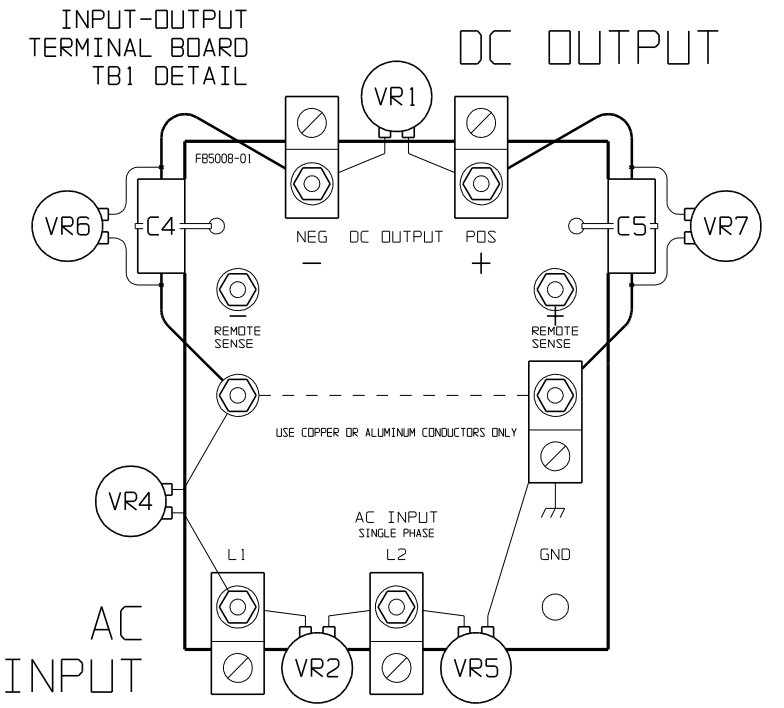 INPUT-OUTPUT
TERMINAL BOARD
TB1 DETAIL
DC OUTPUT
VR1
FB5008-01
VR6
C4
C5
VR7
NEG DC OUTPUT POS
− +
−
REMOTE
SENSE
+
REMOTE
SENSE
USE COPPER OR ALUMINUM CONDUCTORS ONLY
VR4
AC INPUT
SINGLE PHASE
L1 L2 GND
AC
INPUT
VR2
VR5